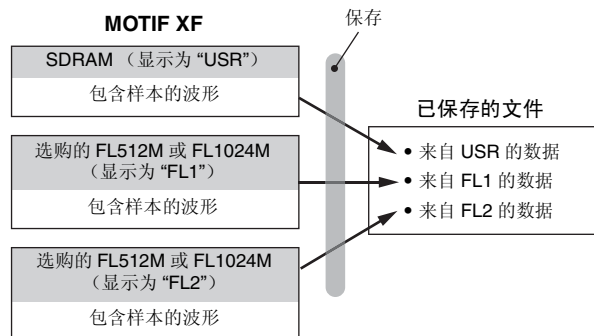 MOTIF XF
保存
SDRAM （显示为 “USR”）
包含样本的波形
选购的 FL512M 或 FL1024M
（显示为 “FL1”）
包含样本的波形
选购的 FL512M 或 FL1024M
（显示为 “FL2”）
包含样本的波形
已保存的文件
• 来自 USR 的数据
• 来自 FL1 的数据
• 来自 FL2 的数据